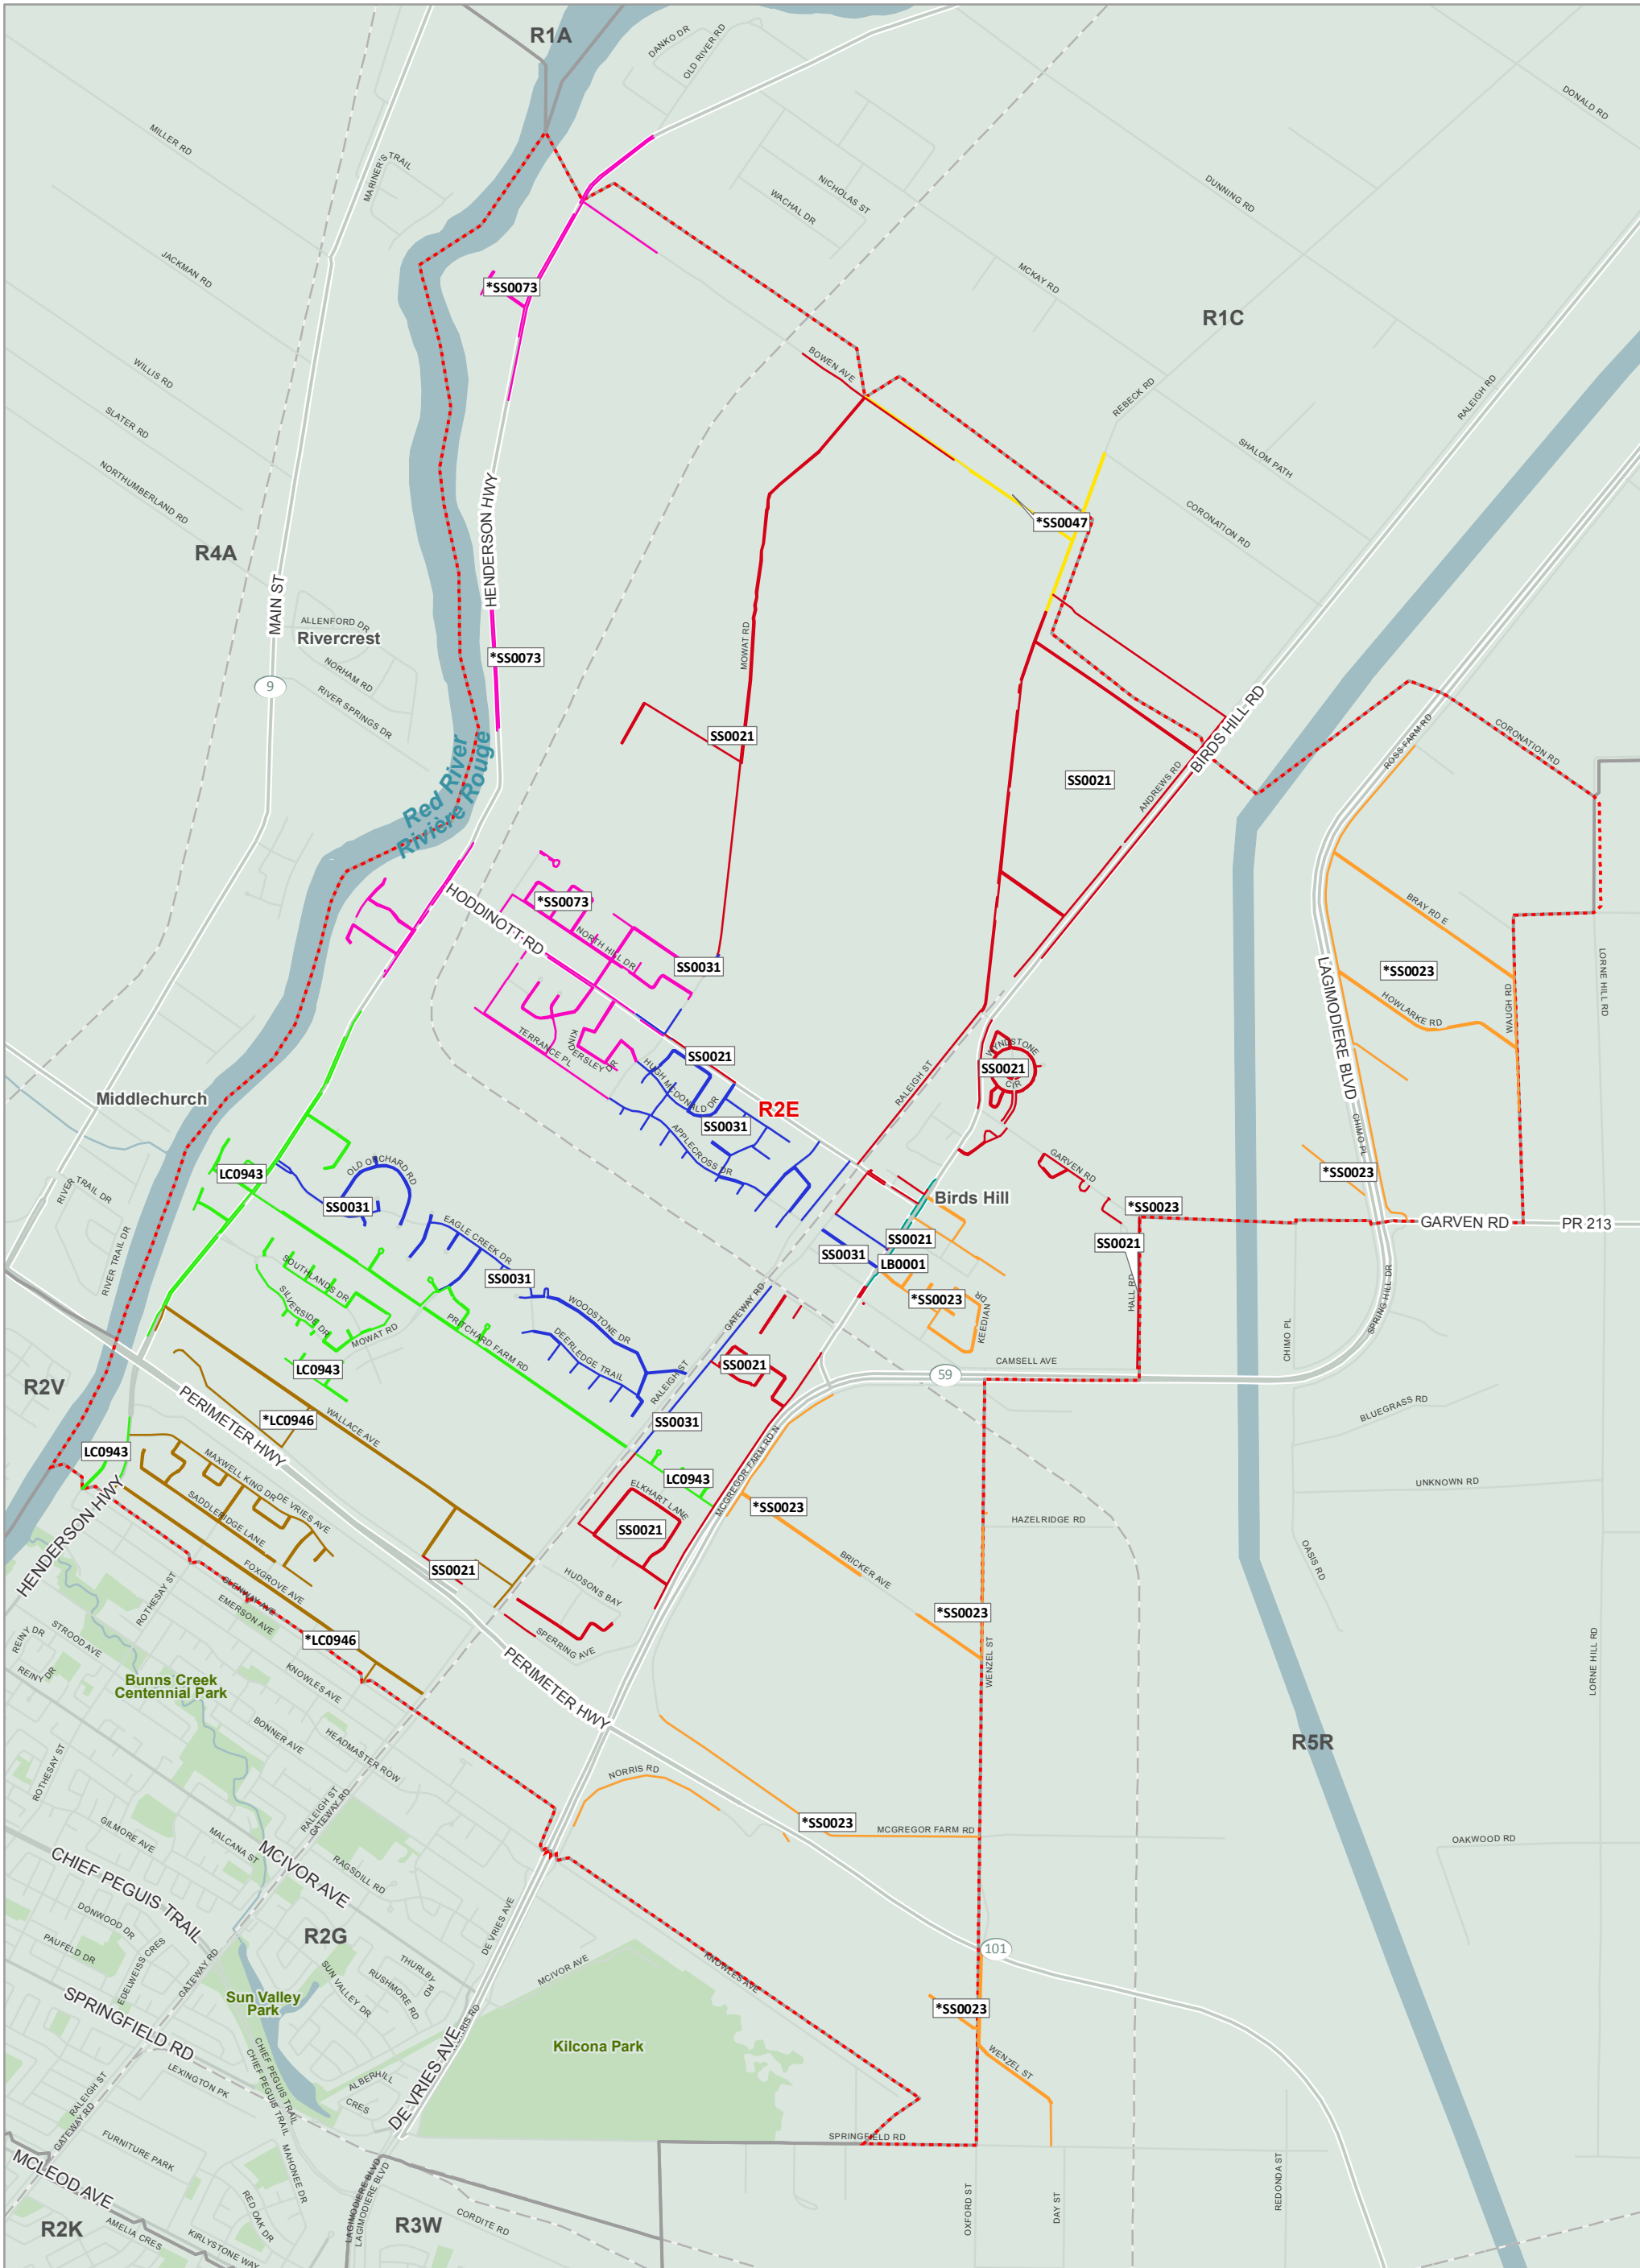 R1A
DANKO DR
OLD RIVER RD
DONALD RD
MILLER RD
MARINER'S TRAIL
NICHOLAS ST
WACHAL DR
DUNNING RD
MCKAY RD
JACKMAN RD
*SS0073
R1C
WILLIS RD
BOWEN AVE
REBECK RD
RALEIGH RD
SLATER RD
SHALOM PATH
NORTHUMBERLAND RD
*SS0047
CORONATION RD
R4A
HENDERSON HWY
MAIN ST
ALLENFORD DR
Rivercrest
MOWAT RD
*SS0073
NORHAM RD
9
RIVER SPRINGS DR
SS0021
BIRDS HILL RD
ROSS FARM RD
CORONATION RD
Red River
Rivière Rouge
SS0021
ANDREWS RD
HODDINOTT RD
*SS0073
NORTH HILL DR
SS0031
BRAY RD E
*SS0023
LORNE HILL RD
LAGIMODIERE BLVD
HOWLARKE RD
WAUGH RD
TERRANCE PL
KINDERSLEY DR
SS0021
HUGH MCDONALD DR
WYNDSTONE CIR
SS0021
RALEIGH ST
Middlechurch
R2E
SS0031
APPLECROSS DR
CHIMO PL
LC0943
OLD ORCHARD RD
GARVEN RD
*SS0023
RIVER TRAIL DR
SS0031
Birds Hill
*SS0023
GARVEN RD
PR 213
EAGLE CREEK DR
SS0021
SS0021
SS0031
RIVER TRAIL DR
SOUTHLANDS DR
SS0031
LB0001
HALL RD
SPRING HILL DR
SILVERSIDE DR
*SS0023
KEEDIAN DR
WOODSTONE DR
GATEWAY RD
MOWAT RD
PRITCHARD FARM RD
DEERLEDGE TRAIL
CHIMO PL
LC0943
RALEIGH ST
SS0021
CAMSELL AVE
59
R2V
PERIMETER HWY
*LC0946
WALLACE AVE
SS0031
BLUEGRASS RD
LC0943
MAXWELL KING DR
DE VRIES AVE
LC0943
MCGREGOR FARM RD N
UNKNOWN RD
HENDERSON HWY
SADDLERIDGE LANE
ELKHART LANE
*SS0023
SS0021
HAZELRIDGE RD
FOXGROVE AVE
SS0021
BRICKER AVE
OASIS RD
ROTHESAY ST
GLENWAY AVE
EMERSON AVE
HUDSONS BAY
*SS0023
REINY DR
STROOD AVE
*LC0946
SPERRING AVE
WENZEL ST
LORNE HILL RD
REINY DR
KNOWLES AVE
PERIMETER HWY
Bunns Creek
Centennial Park
BONNER AVE
HEADMASTER ROW
R5R
ROTHESAY ST
NORRIS RD
RALEIGH ST
GATEWAY RD
*SS0023
MCGREGOR FARM RD
OAKWOOD RD
GILMORE AVE
MALCANA ST
MCIVOR AVE
CHIEF PEGUIS TRAIL
RAGSDILL RD
DONWOOD DR
DE VRIES AVE
R2G
PAUFELD DR
EDELWEISS CRES
GATEWAY RD
101
THURLBY RD
MCIVOR AVE
KNOWLES AVE
SUN VALLEY DR
RUSHMORE RD
Sun Valley
Park
*SS0023
SPRINGFIELD RD
Kilcona Park
WENZEL ST
CHIEF PEGUIS TRAIL
CHIEF PEGUIS TRAIL
LEXINGTON PK
ALBERHILL CRES
DE VRIES AVE
RALEIGH ST
GATEWAY RD
SPRINGFIELD RD
FURNITURE PARK
MAHONEE DR
MCLEOD AVE
LAGIMODIERE BLVD
LAGIMODIERE BLVD
REDONDA ST
OXFORD ST
DAY ST
RED OAK DR
R2K
R3W
CORDITE RD
AMELIA CRES
KIRLYSTONE WAY